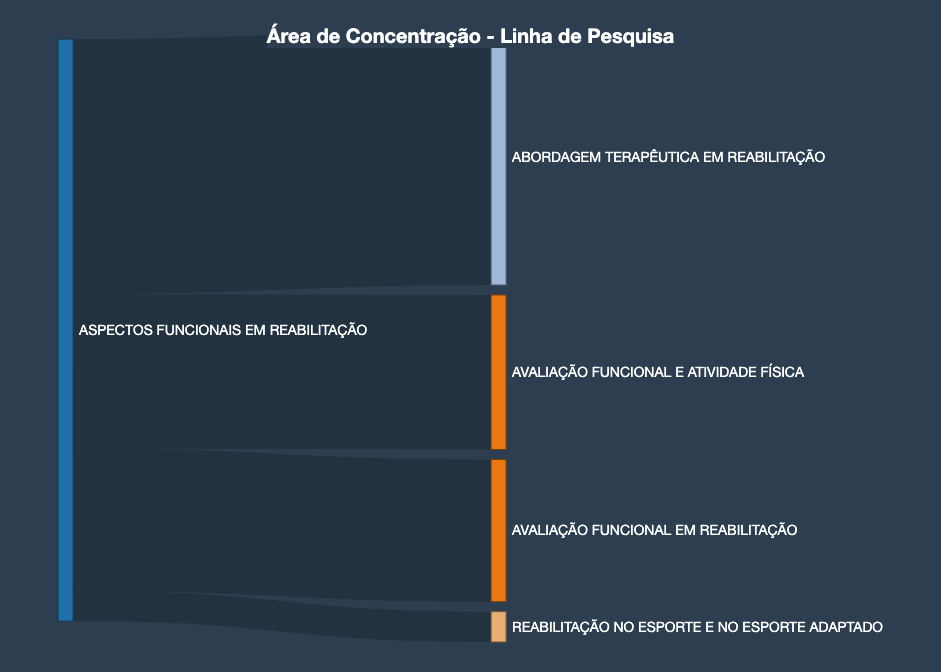 Área de Concentração - Linha de Pesquisa
ABORDAGEM TERAPÊUTICA EM REABILITAÇÃO
ASPECTOS FUNCIONAIS EM REABILITAÇÃO
AVALIAÇÃO FUNCIONAL E ATIVIDADE FÍSICA
AVALIAÇÃO FUNCIONAL EM REABILITAÇÃO
REABILITAÇÃO NO ESPORTE E NO ESPORTE ADAPTADO